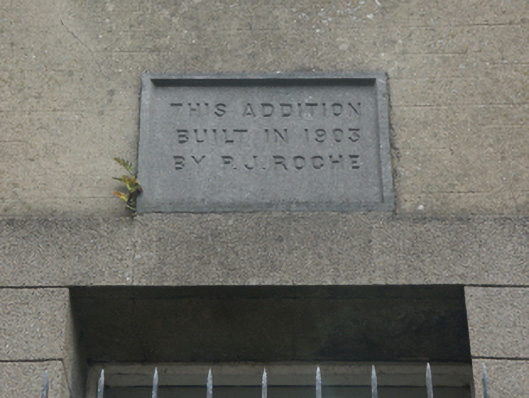 THIS ADDITION
BUILT IN 1903
BY P.J.ROCHE